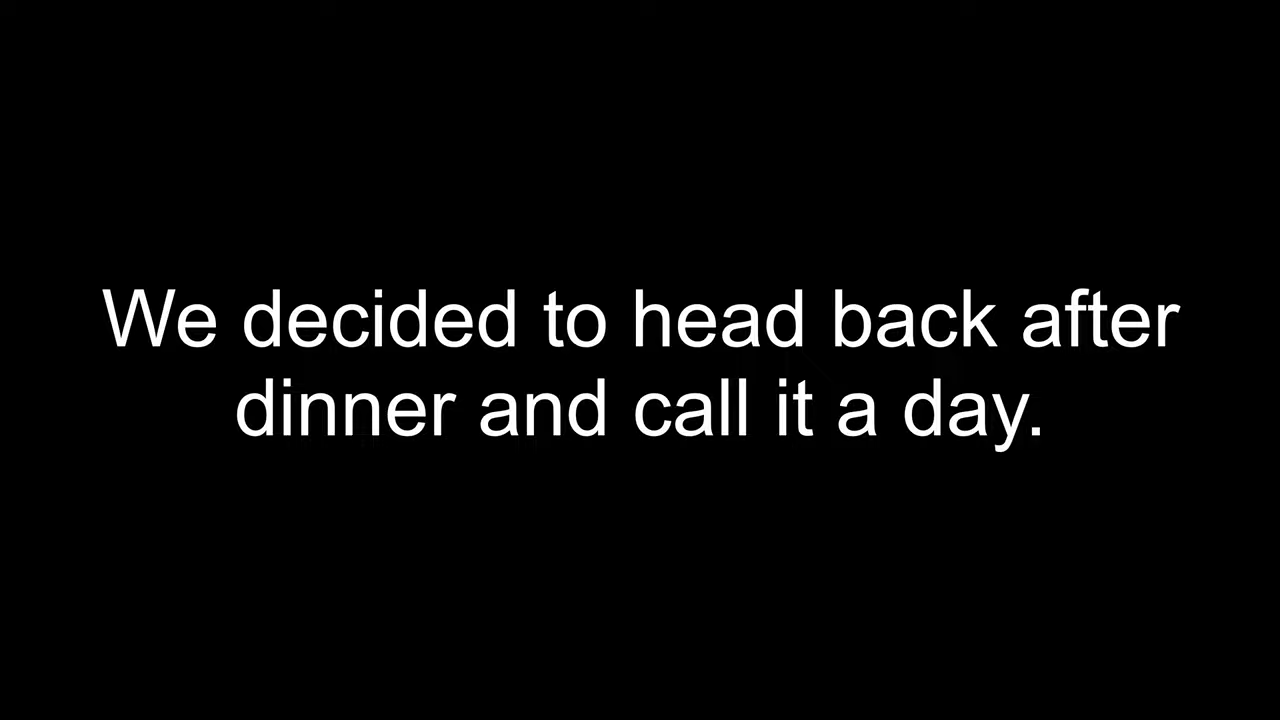 We decided to head back after
dinner and call it a day.